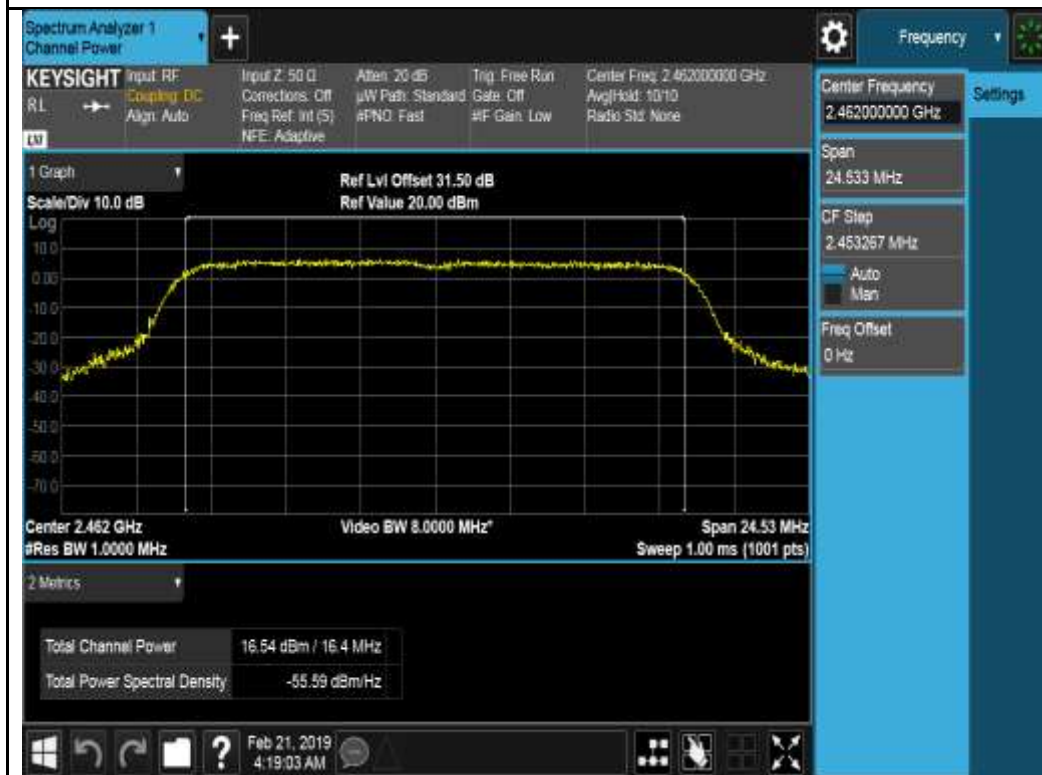 Spectrum Analyzer 1
Channel Power
+
Frequency
KEYSIGHT
Input: RF
Coupling: DC
Align: Auto
RL
LXI
Input Z: 50 Ω
Corrections: Off
Freq Ref: Int (S)
NFE: Adaptive
Atten: 20 dB
µW Path: Standard
#PNO: Fast
Trig: Free Run
Gate: Off
#IF Gain: Low
Center Freq: 2.462000000 GHz
Avg|Hold: 10/10
Radio Std: None
Center Frequency
2.462000000 GHz
Settings
Span
24.533 MHz
CF Step
2.453267 MHz
Auto
Man
Freq Offset
0 Hz
1 Graph
Scale/Div 10.0 dB
Ref Lvl Offset 31.50 dB
Ref Value 20.00 dBm
Log
10.0
0.00
-10.0
-20.0
-30.0
-40.0
-50.0
-60.0
-70.0
Center 2.462 GHz
#Res BW 1.0000 MHz
Video BW 8.0000 MHz*
Span 24.53 MHz
Sweep 1.00 ms (1001 pts)
2 Metrics
Total Channel Power 16.54 dBm / 16.4 MHz
Total Power Spectral Density -55.59 dBm/Hz
?
Feb 21, 2019
4:19:03 AM